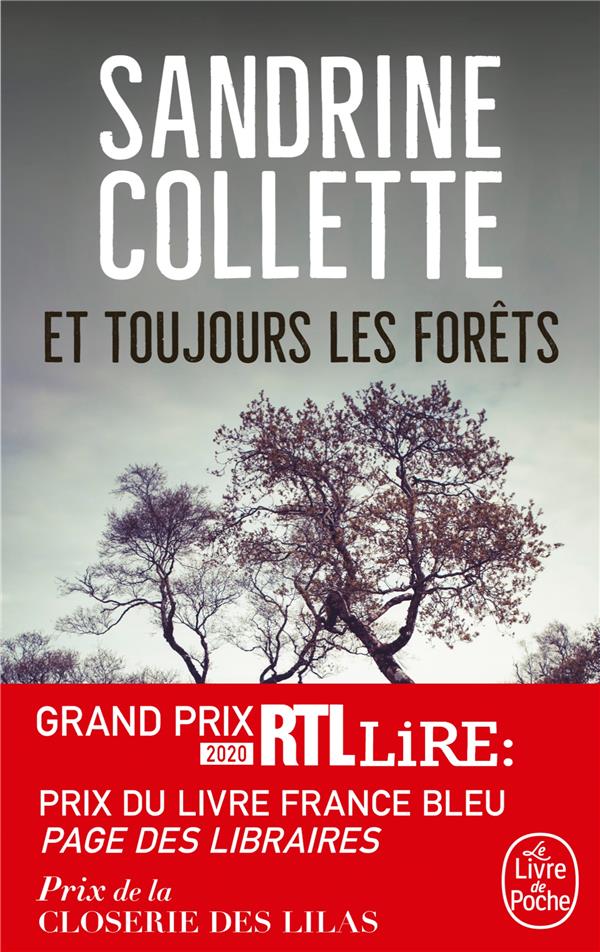 SANDRINE
COLLETTE
ET TOUJOURS LES FORÊTS
GRAND PRIX
2020
RTL LiRE:
PRIX DU LIVRE FRANCE BLEU
PAGE DES LIBRAIRES
Prix de la
CLOSERIE DES LILAS
Le
Livre
de
Poche